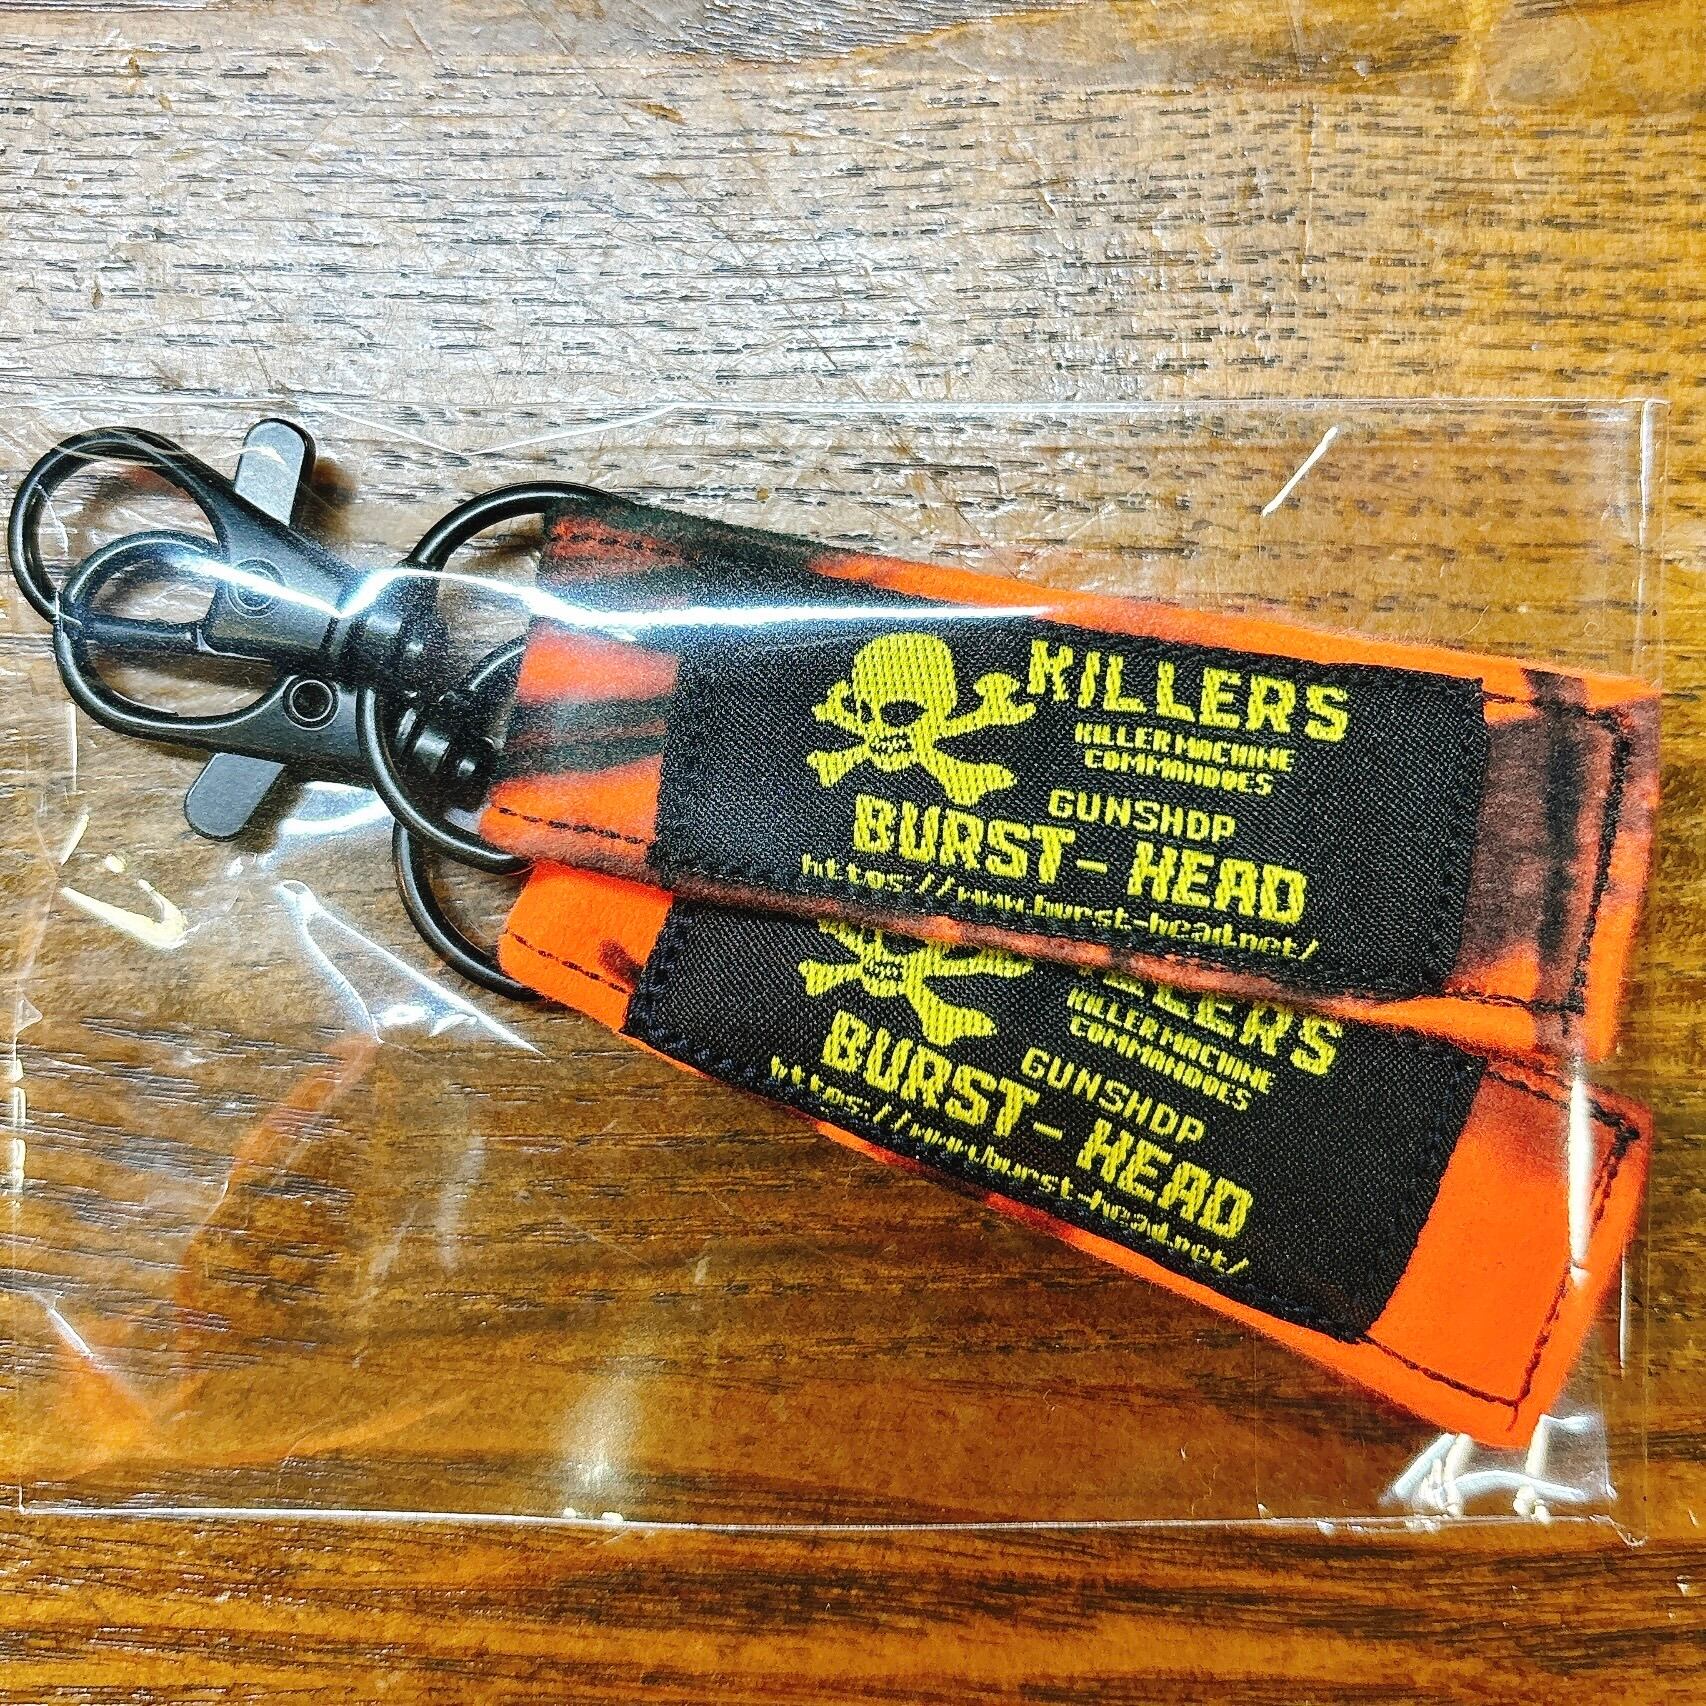 KILLERS
KILLER MACHINE
COMMANDOES
GUNSHOP
BURST-HEAD
https://www.burst-head.net/
KILLERS
KILLER MACHINE
COMMANDOES
GUNSHOP
BURST-HEAD
https://www.burst-head.net/